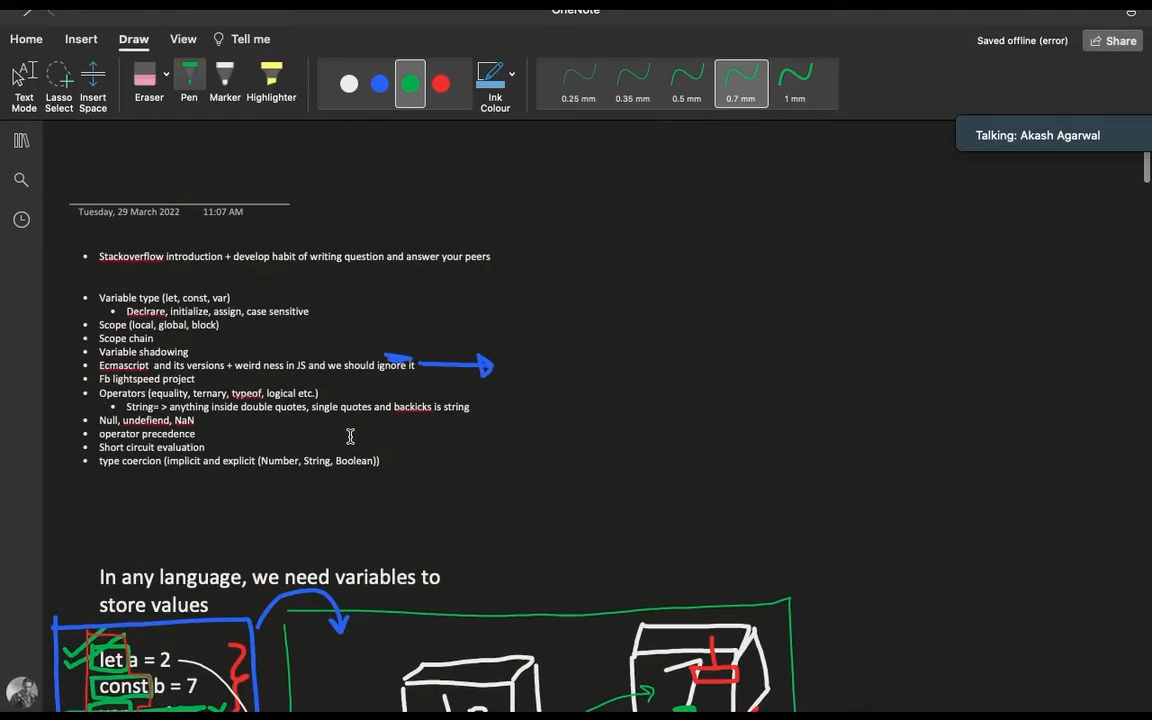 OneNote
Home Insert Draw View Tell me
Saved offline (error) Share
Text Mode
Lasso Select
Insert Space
Eraser
Pen
Marker
Highlighter
Ink Colour
0.25 mm
0.35 mm
0.5 mm
0.7 mm
1 mm
Talking: Akash Agarwal
Tuesday, 29 March 2022 11:07 AM
Stackoverflow introduction + develop habit of writing question and answer your peers
Variable type (let, const, var)
Declrare, initialize, assign, case sensitive
Scope (local, global, block)
Scope chain
Variable shadowing
Ecmascript and its versions + weird ness in JS and we should ignore it
Fb lightspeed project
Operators (equality, ternary, typeof, logical etc.)
String= > anything inside double quotes, single quotes and backicks is string
Null, undefiend, NaN
operator precedence
Short circuit evaluation
type coercion (implicit and explicit (Number, String, Boolean))
In any language, we need variables to
store values
let a = 2
const b = 7